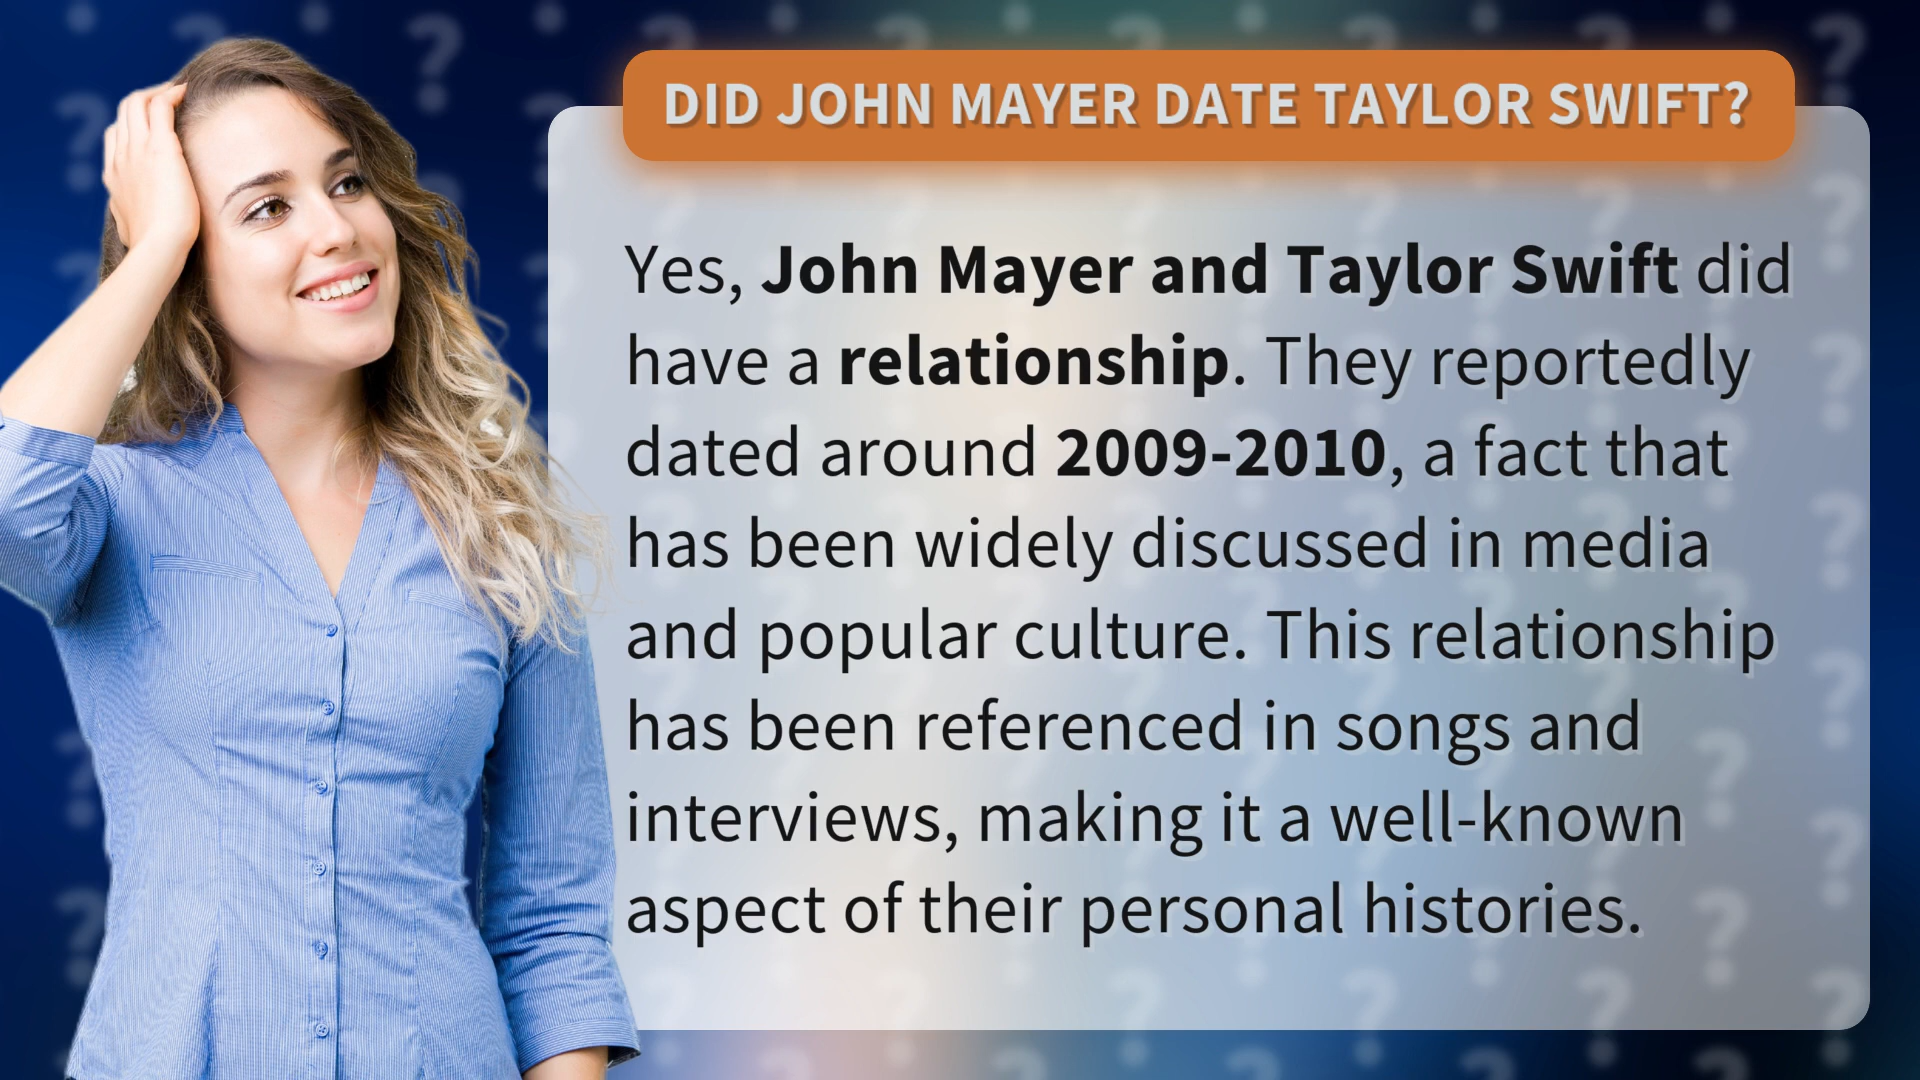 DID JOHN MAYER DATE TAYLOR SWIFT?
Yes, John Mayer and Taylor Swift did
have a relationship. They reportedly
dated around 2009-2010, a fact that
has been widely discussed in media
and popular culture. This relationship
has been referenced in songs and
interviews, making it a well-known
aspect of their personal histories.